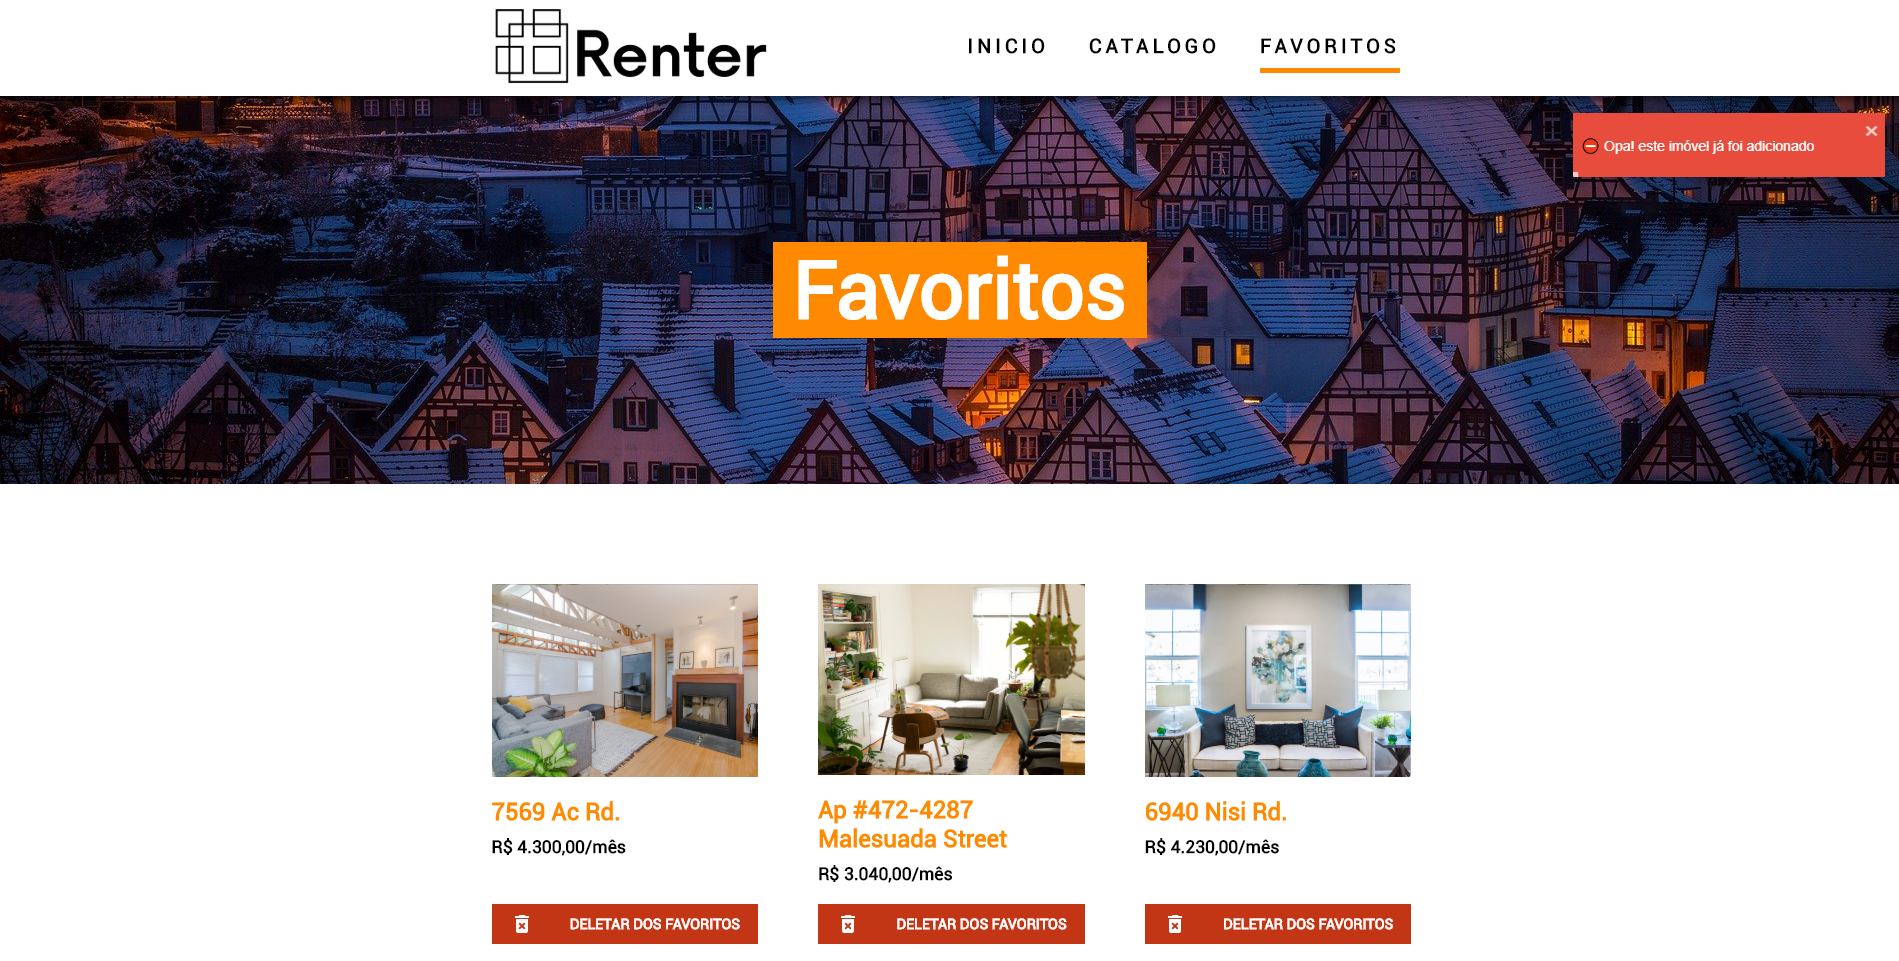 Renter
INICIO
CATALOGO
FAVORITOS
Opa! este imóvel já foi adicionado
Favoritos
7569 Ac Rd.
R$ 4.300,00/mês
DELETAR DOS FAVORITOS
Ap #472-4287
Malesuada Street
R$ 3.040,00/mês
DELETAR DOS FAVORITOS
6940 Nisi Rd.
R$ 4.230,00/mês
DELETAR DOS FAVORITOS